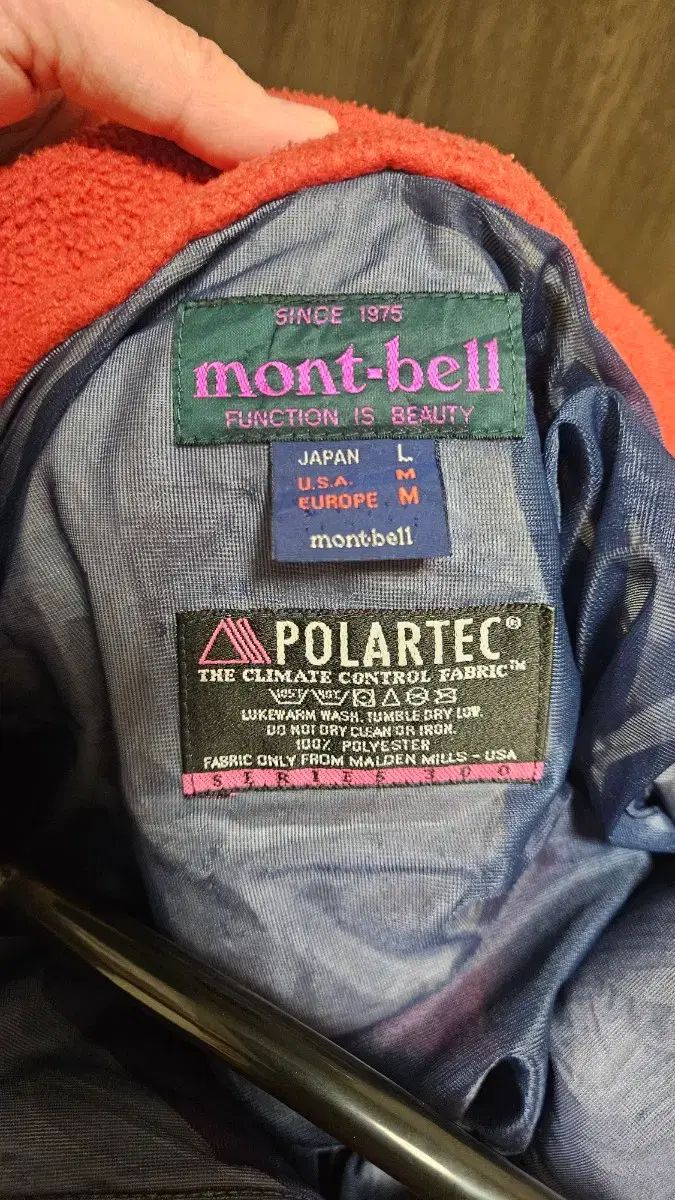 SINCE 1975
mont-bell
FUNCTION IS BEAUTY
JAPAN L
U.S.A. M
EUROPE M
mont-bell
POLARTEC®
THE CLIMATE CONTROL FABRIC™
LUKEWARM WASH. TUMBLE DRY LOW.
DO NOT DRY CLEAN OR IRON.
100% POLYESTER
FABRIC ONLY FROM MALDEN MILLS - USA
SERIES 300